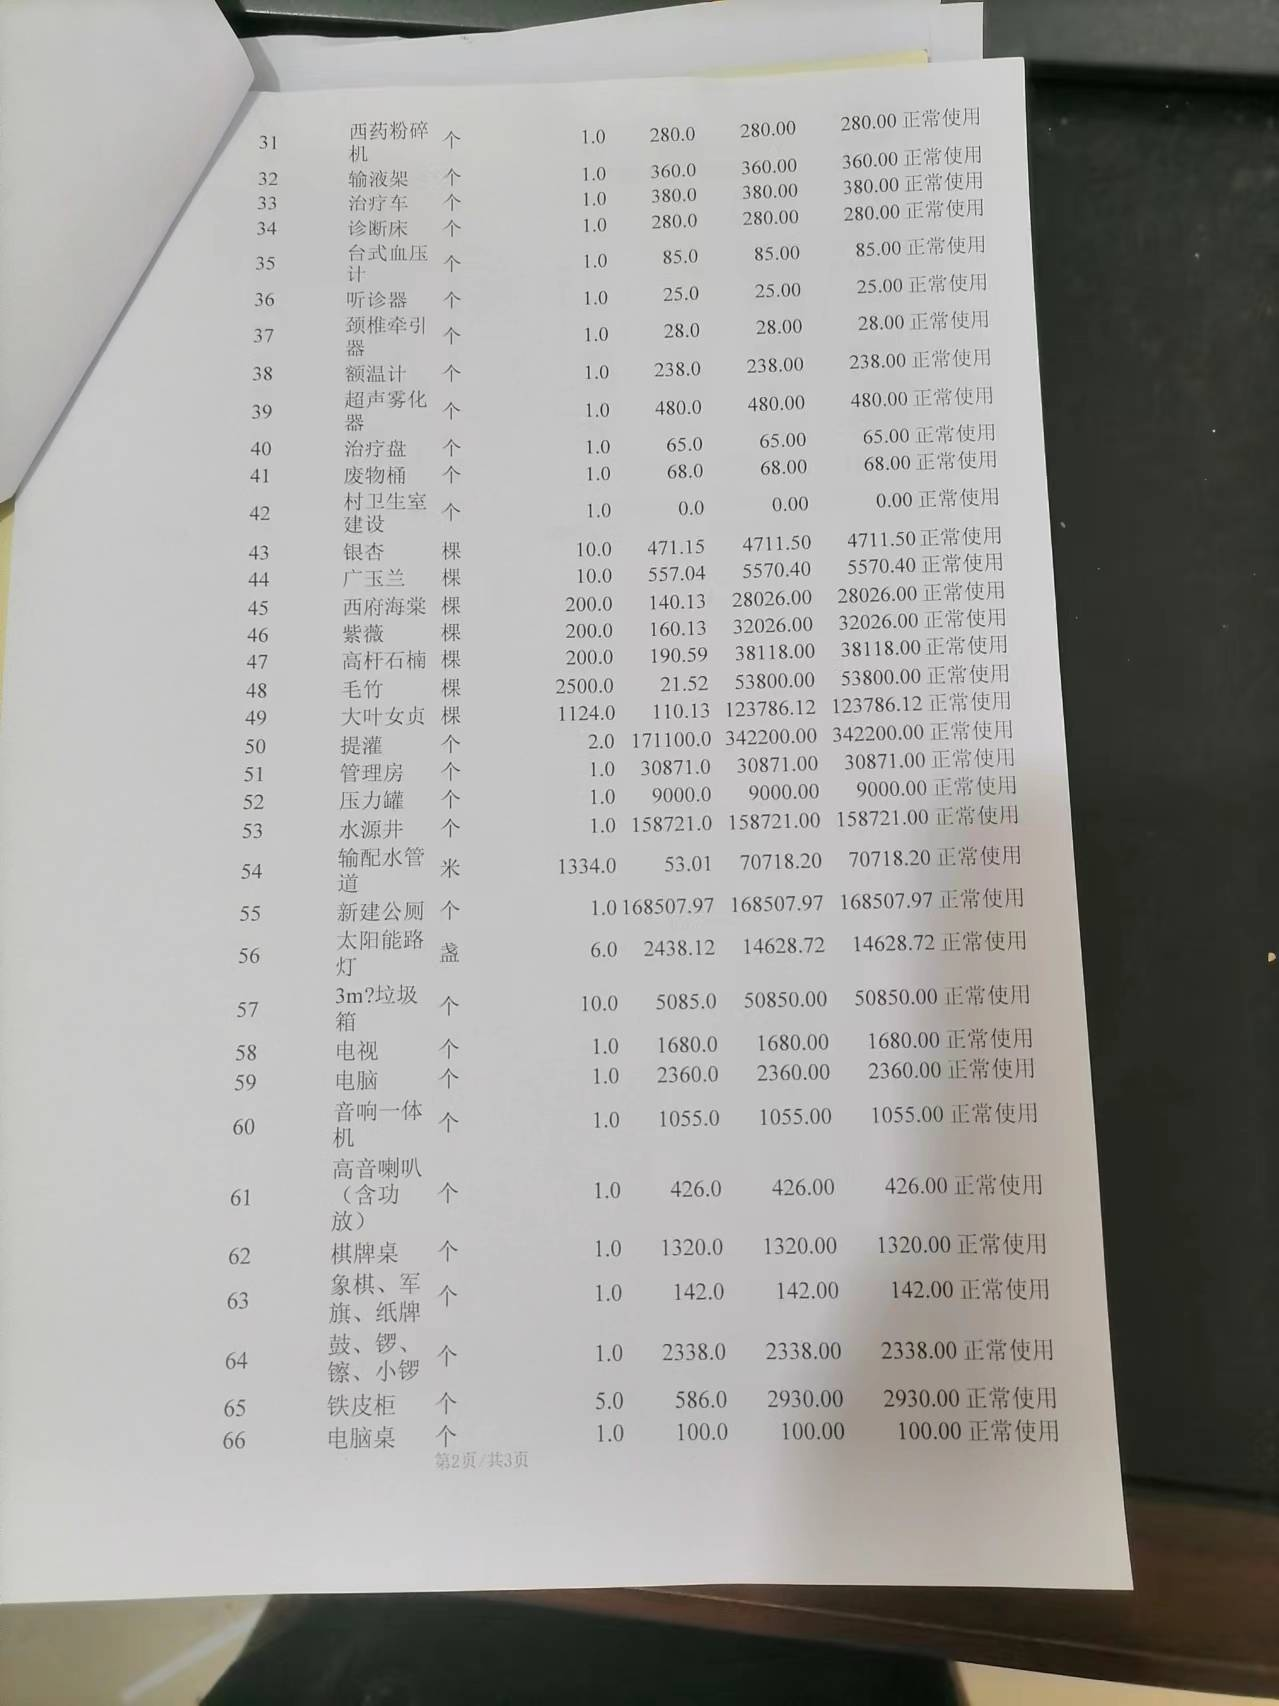 31 西药粉碎机 个 1.0 280.0 280.00 280.00 正常使用
32 输液架 个 1.0 360.0 360.00 360.00 正常使用
33 治疗车 个 1.0 380.0 380.00 380.00 正常使用
34 诊断床 个 1.0 280.0 280.00 280.00 正常使用
35 台式血压计 个 1.0 85.0 85.00 85.00 正常使用
36 听诊器 个 1.0 25.0 25.00 25.00 正常使用
37 颈椎牵引器 个 1.0 28.0 28.00 28.00 正常使用
38 额温计 个 1.0 238.0 238.00 238.00 正常使用
39 超声雾化器 个 1.0 480.0 480.00 480.00 正常使用
40 治疗盘 个 1.0 65.0 65.00 65.00 正常使用
41 废物桶 个 1.0 68.0 68.00 68.00 正常使用
42 村卫生室建设 个 1.0 0.0 0.00 0.00 正常使用
43 银杏 棵 10.0 471.15 4711.50 4711.50 正常使用
44 广玉兰 棵 10.0 557.04 5570.40 5570.40 正常使用
45 西府海棠 棵 200.0 140.13 28026.00 28026.00 正常使用
46 紫薇 棵 200.0 160.13 32026.00 32026.00 正常使用
47 高杆石楠 棵 200.0 190.59 38118.00 38118.00 正常使用
48 毛竹 棵 2500.0 21.52 53800.00 53800.00 正常使用
49 大叶女贞 棵 1124.0 110.13 123786.12 123786.12 正常使用
50 提灌 个 2.0 171100.0 342200.00 342200.00 正常使用
51 管理房 个 1.0 30871.0 30871.00 30871.00 正常使用
52 压力罐 个 1.0 9000.0 9000.00 9000.00 正常使用
53 水源井 个 1.0 158721.0 158721.00 158721.00 正常使用
54 输配水管道 米 1334.0 53.01 70718.20 70718.20 正常使用
55 新建公厕 个 1.0 168507.97 168507.97 168507.97 正常使用
56 太阳能路灯 盏 6.0 2438.12 14628.72 14628.72 正常使用
57 3m?垃圾箱 个 10.0 5085.0 50850.00 50850.00 正常使用
58 电视 个 1.0 1680.0 1680.00 1680.00 正常使用
59 电脑 个 1.0 2360.0 2360.00 2360.00 正常使用
60 音响一体机 个 1.0 1055.0 1055.00 1055.00 正常使用
61 高音喇叭（含功放） 个 1.0 426.0 426.00 426.00 正常使用
62 棋牌桌 个 1.0 1320.0 1320.00 1320.00 正常使用
63 象棋、军旗、纸牌 个 1.0 142.0 142.00 142.00 正常使用
64 鼓、锣、镲、小锣 个 1.0 2338.0 2338.00 2338.00 正常使用
65 铁皮柜 个 5.0 586.0 2930.00 2930.00 正常使用
66 电脑桌 个 1.0 100.0 100.00 100.00 正常使用
第2页/共3页